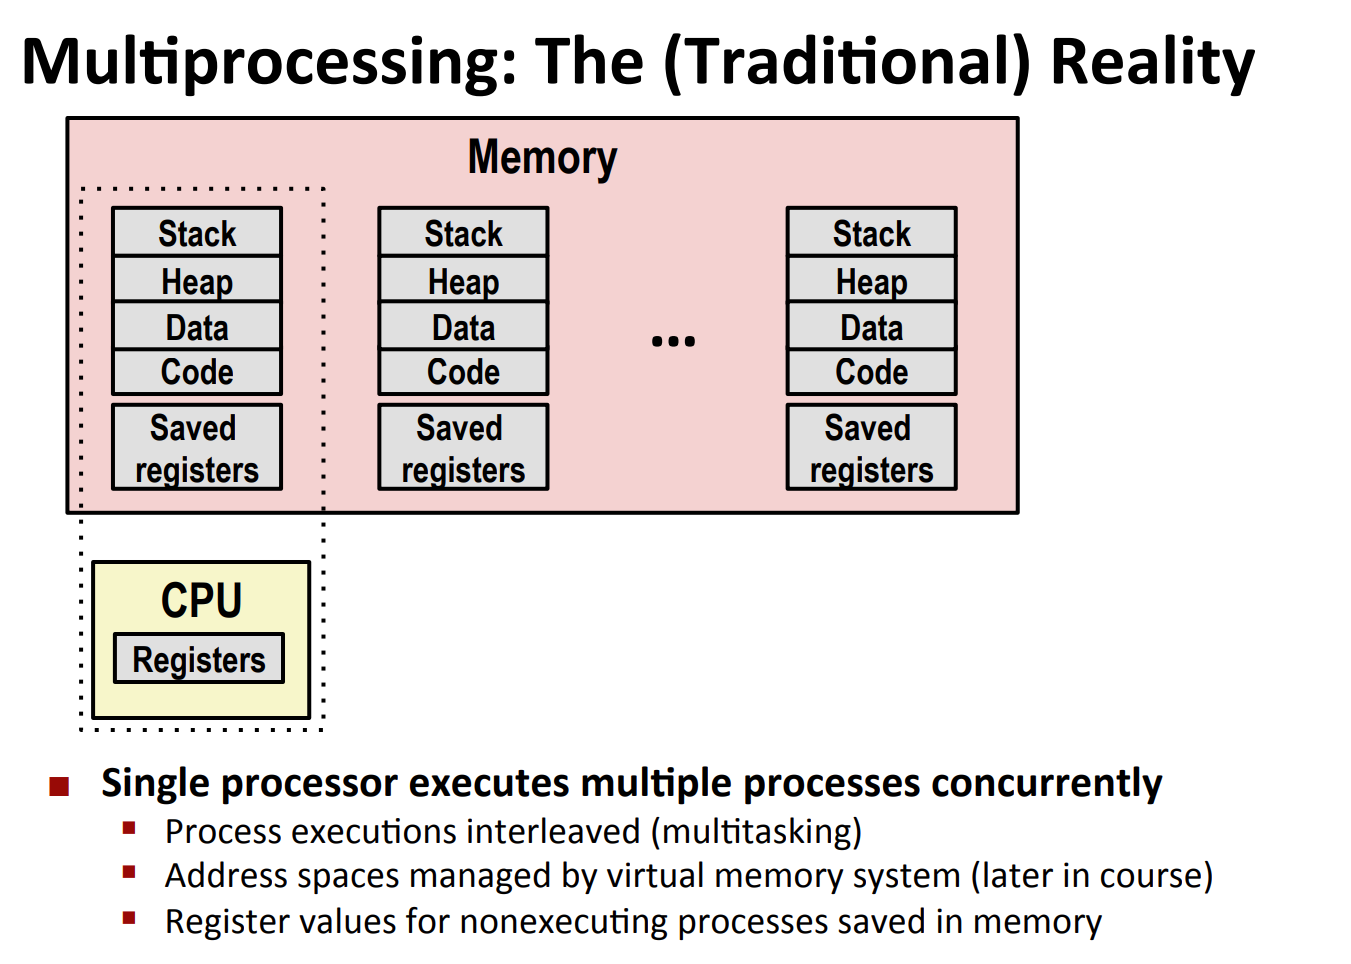 Multiprocessing: The (Traditional) Reality
Memory
Stack
Heap
Data
Code
Saved
registers
Stack
Heap
Data
Code
Saved
registers
...
Stack
Heap
Data
Code
Saved
registers
CPU
Registers
Single processor executes multiple processes concurrently
Process executions interleaved (multitasking)
Address spaces managed by virtual memory system (later in course)
Register values for nonexecuting processes saved in memory